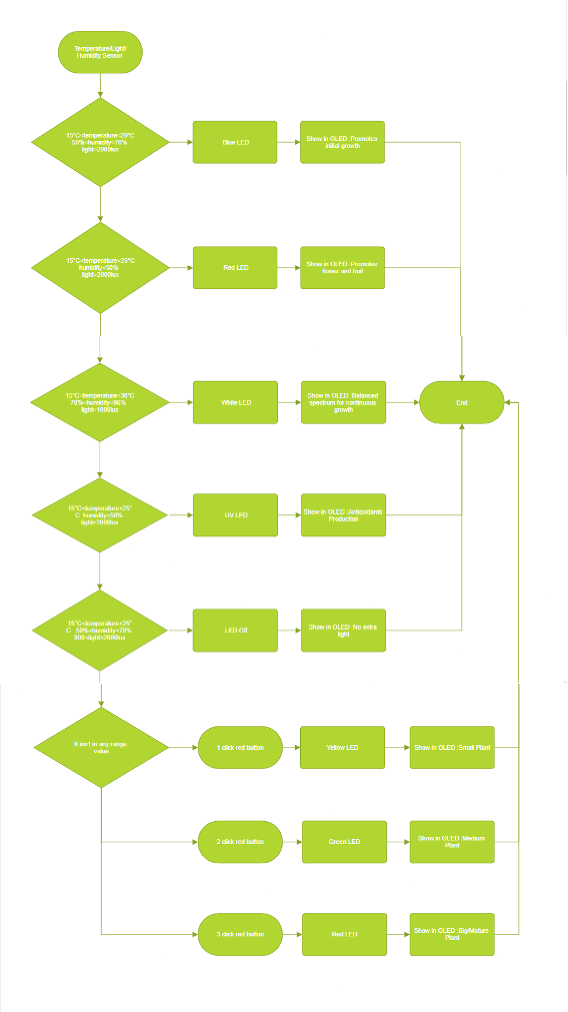 Temperature/Light/
Humidity Sensor
15°C<temperature<20°C
50%<humidity<70%
light>2000lux
Blue LED
Show in OLED :Promotes
initial growth
15°C<temperature<25°C
humidity<50%
light>2000lux
Red LED
Show in OLED :Promotes
flower and fruit
15°C<temperature<30°C
70%<humidity<95%
light>1000lux
White LED
Show in OLED :Balanced
spectrum for continuous
growth
End
15°C<temperature<25°
C humidity<50%
light>2000lux
UV LED
Show in OLED :Antioxidants
Production
15°C<temperature<25°
C 50%<humidity<70%
800<light<2000lux
LED Off
Show in OLED :No extra
light
If isn't in any range
value
1 click red button
Yellow LED
Show in OLED :Small Plant
2 click red button
Green LED
Show in OLED :Medium
Plant
3 click red button
Red LED
Show in OLED :Big/Mature
Plant